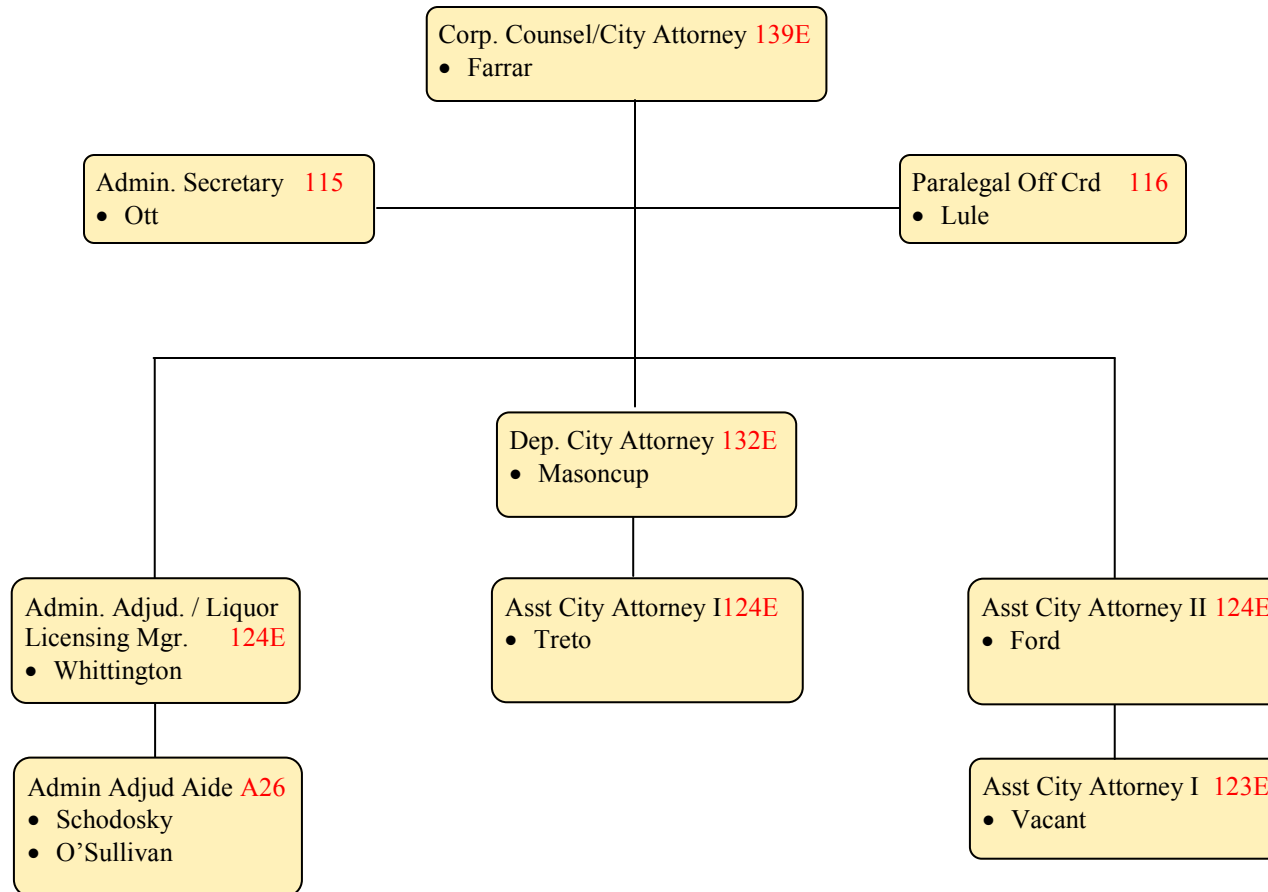 Corp. Counsel/City Attorney 139E
• Farrar
Admin. Secretary 115
• Ott
Paralegal Off Crd 116
• Lule
Dep. City Attorney 132E
• Masoncup
Admin. Adjud. / Liquor
Licensing Mgr. 124E
• Whittington
Asst City Attorney I124E
• Treto
Asst City Attorney II 124E
• Ford
Admin Adjud Aide A26
• Schodosky
• O’Sullivan
Asst City Attorney I 123E
• Vacant